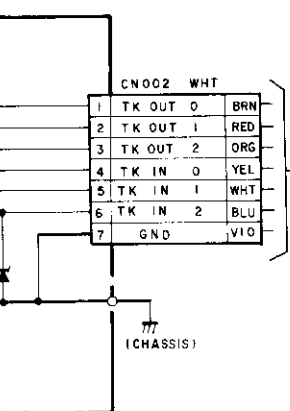 CN002 WHT
1 TK OUT 0 BRN
2 TK OUT 1 RED
3 TK OUT 2 ORG
4 TK IN 0 YEL
5 TK IN 1 WHT
6 TK IN 2 BLU
7 GND VIO
(CHASSIS)